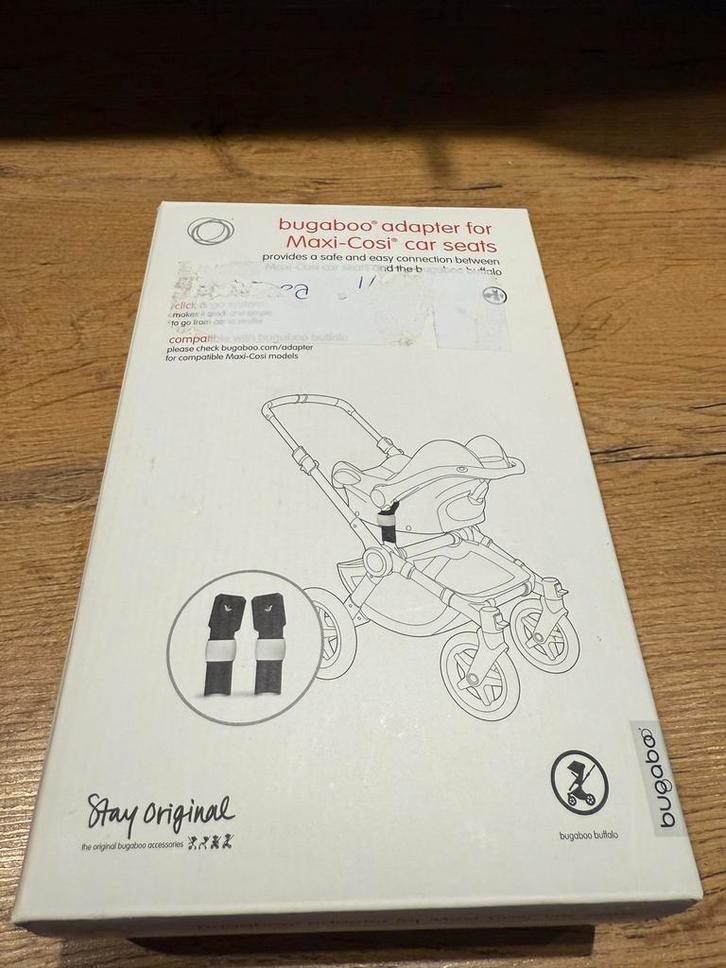 bugaboo® adapter for
Maxi-Cosi® car seats
provides a safe and easy connection between
Maxi-Cosi car seats and the bugaboo buffalo
click & go system
makes it quick and simple
to go from car to stroller
compatible with bugaboo buffalo
please check bugaboo.com/adapter
for compatible Maxi-Cosi models
Stay original
the original bugaboo accessories
bugaboo buffalo
bugaboo